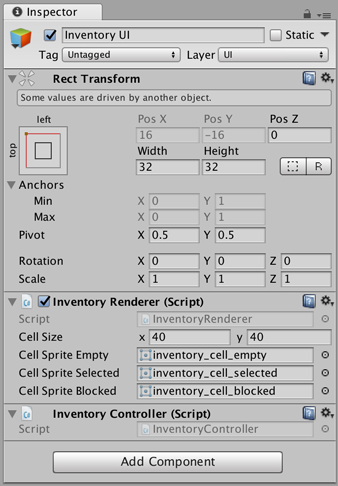 Inspector
Inventory UI
Static
Tag Untagged Layer UI
Rect Transform
Some values are driven by another object.
left
top
Pos X Pos Y Pos Z
16 -16 0
Width Height
32 32 R
Anchors
Min X 0 Y 1
Max X 0 Y 1
Pivot X 0.5 Y 0.5
Rotation X 0 Y 0 Z 0
Scale X 1 Y 1 Z 1
Inventory Renderer (Script)
Script InventoryRenderer
Cell Size x 40 y 40
Cell Sprite Empty inventory_cell_empty
Cell Sprite Selected inventory_cell_selected
Cell Sprite Blocked inventory_cell_blocked
Inventory Controller (Script)
Script InventoryController
Add Component